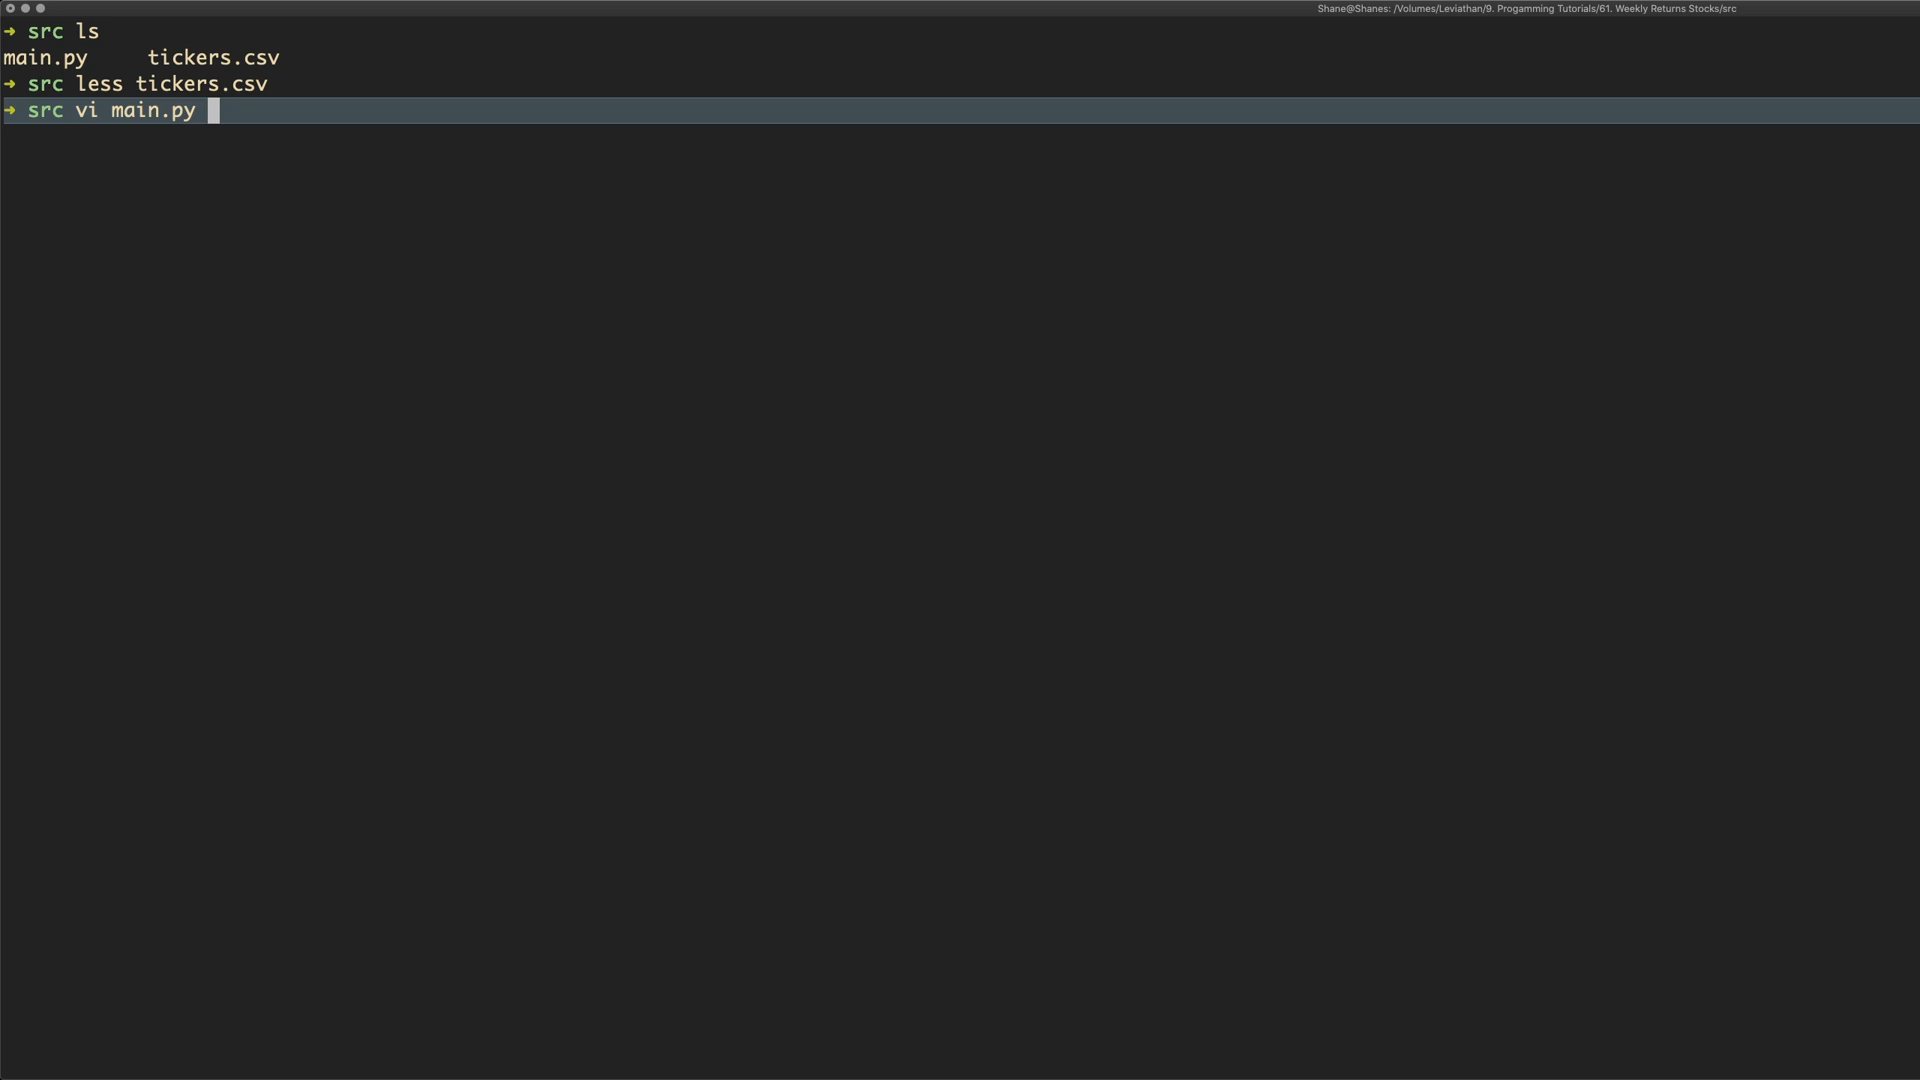 Shane@Shanes: /Volumes/Leviathan/9. Progamming Tutorials/61. Weekly Returns Stocks/src
➜ src ls
main.py     tickers.csv
➜ src less tickers.csv
➜ src vi main.py